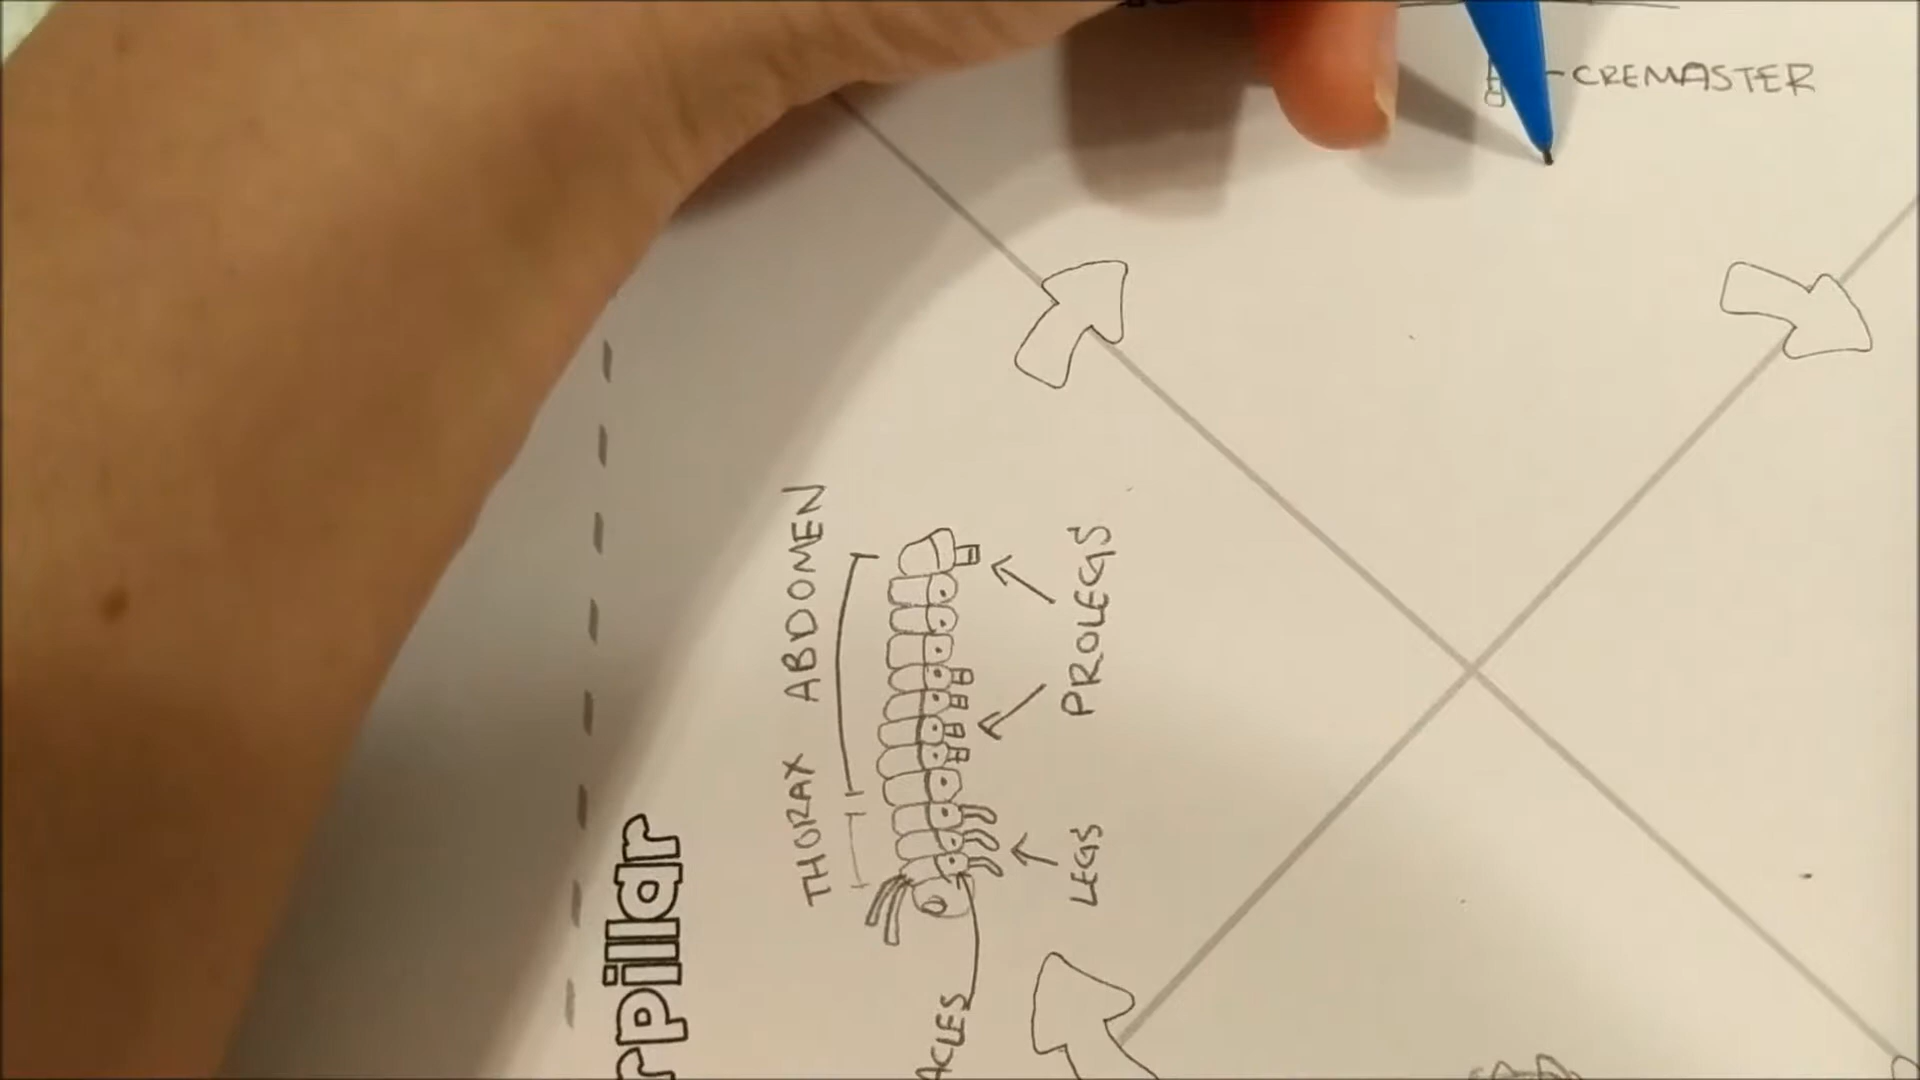 CREMASTER
rpillar
THORAX ABDOMEN
PROLEGS
LEGS
ACLES